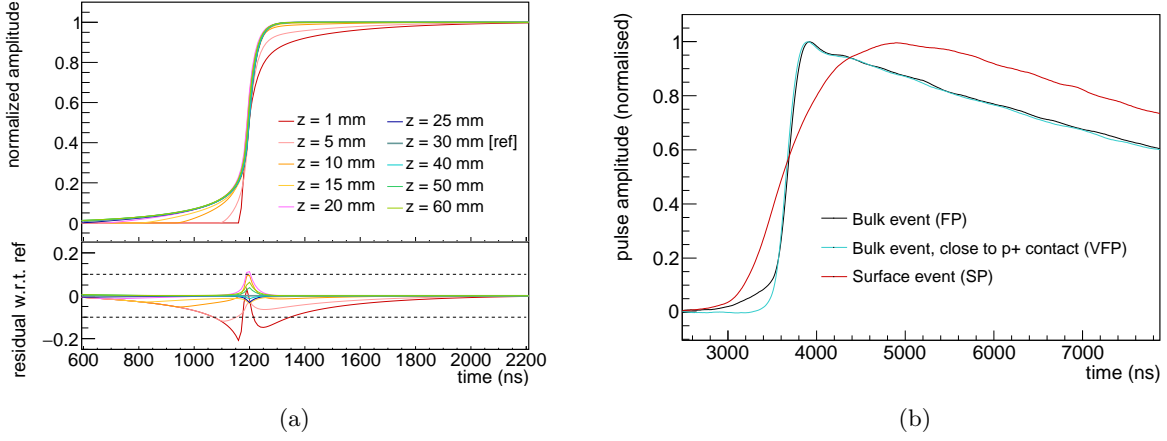 normalized amplitude
1
0.8
0.6
0.4
0.2
0
z = 1 mm
z = 5 mm
z = 10 mm
z = 15 mm
z = 20 mm
z = 25 mm
z = 30 mm [ref]
z = 40 mm
z = 50 mm
z = 60 mm
residual w.r.t. ref
0.2
0
−0.2
600 800 1000 1200 1400 1600 1800 2000 2200
time (ns)
(a)
pulse amplitude (normalised)
1
0.8
0.6
0.4
0.2
0
Bulk event (FP)
Bulk event, close to p+ contact (VFP)
Surface event (SP)
3000 4000 5000 6000 7000
time (ns)
(b)